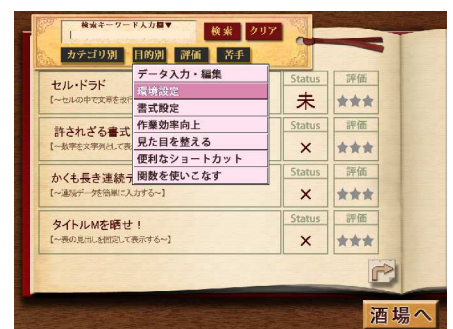 検索キーワード入力欄▼
検索 クリア
カテゴリ別 目的別 評価 苦手
データ入力・編集
環境設定
書式設定
作業効率向上
見た目を整える
便利なショートカット
関数を使いこなす
セル・ドラド
【～セルの中で文章を改行
Status 評価
未 ★★★
許されざる書式
【～数字を文字列として表
Status 評価
× ★★★
かくも長き連続デ
【～連続データを簡単に入力する～】
Status 評価
× ★★★
タイトルMを晒せ！
【～表の見出しを固定して表示する～】
Status 評価
× ★★★
酒場へ